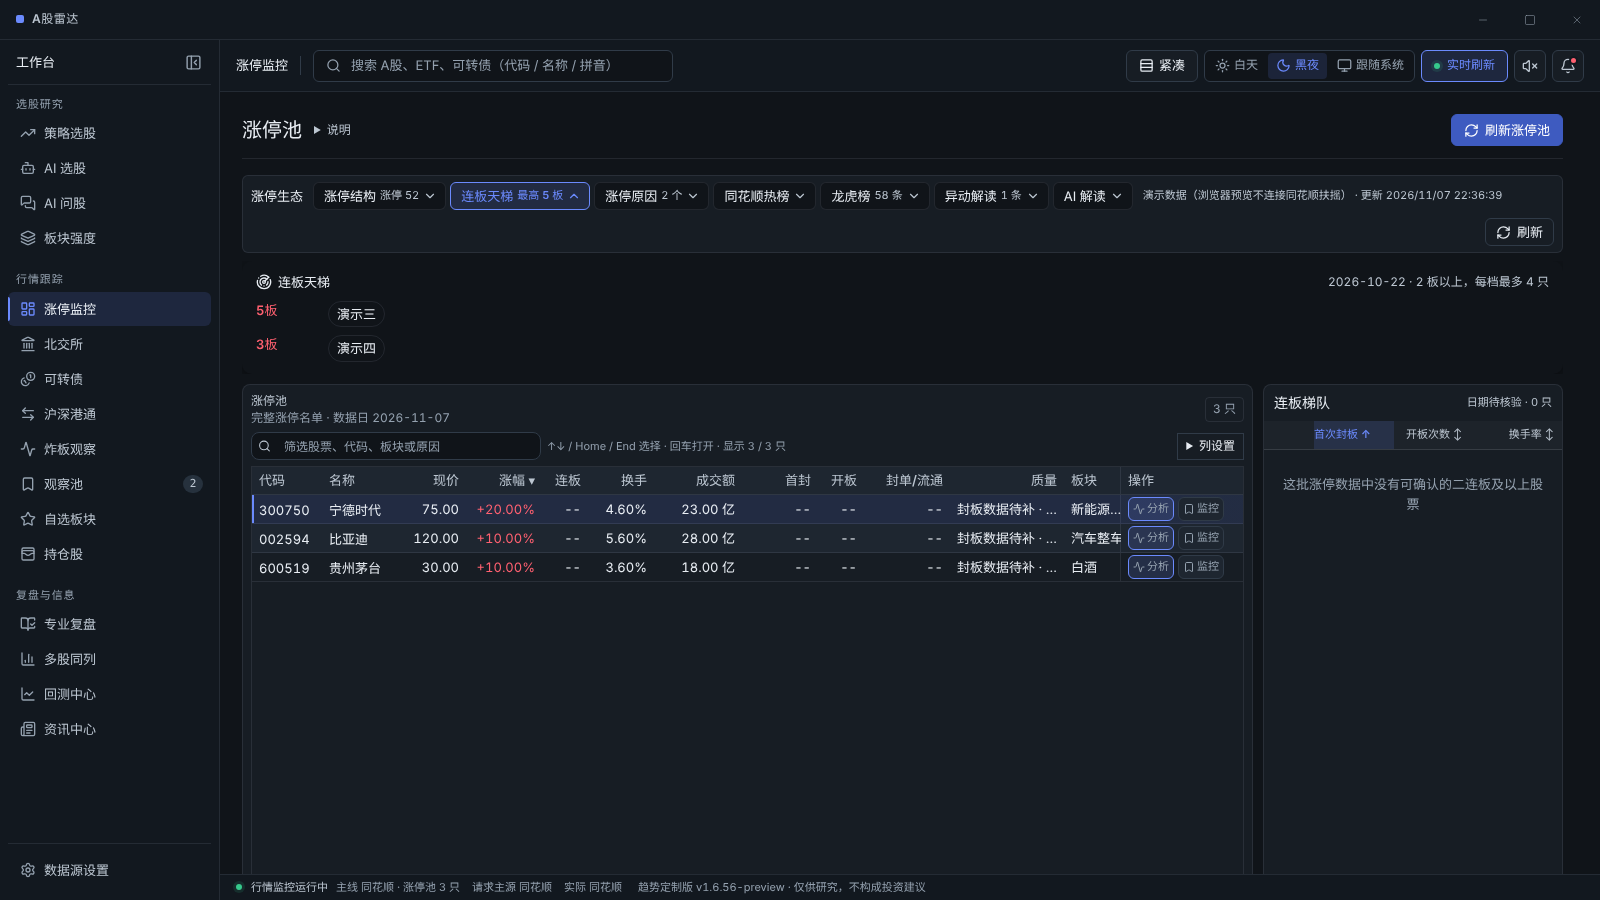 A股雷达
工作台
选股研究
策略选股
AI 选股
AI 问股
板块强度
行情跟踪
涨停监控
北交所
可转债
沪深港通
炸板观察
观察池 2
自选板块
持仓股
复盘与信息
专业复盘
多股同列
回测中心
资讯中心
数据源设置
涨停监控 搜索 A股、ETF、可转债（代码 / 名称 / 拼音） 紧凑 白天 黑夜 跟随系统 实时刷新
涨停池 ▶ 说明 刷新涨停池
涨停生态 涨停结构 涨停 52 连板天梯 最高 5 板 涨停原因 2 个 同花顺热榜 龙虎榜 58 条 异动解读 1 条 AI 解读 演示数据（浏览器预览不连接同花顺扶摇） · 更新 2026/11/07 22:36:39
刷新
连板天梯 2026-10-22 · 2 板以上，每档最多 4 只
5板 演示三
3板 演示四
涨停池
完整涨停名单 · 数据日 2026-11-07 3 只
筛选股票、代码、板块或原因 ↑↓ / Home / End 选择 · 回车打开 · 显示 3 / 3 只 ▶ 列设置
代码 名称 现价 涨幅 ▾ 连板 换手 成交额 首封 开板 封单/流通 质量 板块 操作
300750 宁德时代 75.00 +20.00% -- 4.60% 23.00 亿 -- -- -- 封板数据待补 · ... 新能源... 分析 监控
002594 比亚迪 120.00 +10.00% -- 5.60% 28.00 亿 -- -- -- 封板数据待补 · ... 汽车整车 分析 监控
600519 贵州茅台 30.00 +10.00% -- 3.60% 18.00 亿 -- -- -- 封板数据待补 · ... 白酒 分析 监控
连板梯队 日期待核验 · 0 只
首次封板 ↑ 开板次数 换手率
这批涨停数据中没有可确认的二连板及以上股
票
行情监控运行中 主线 同花顺 · 涨停池 3 只 请求主源 同花顺 实际 同花顺 趋势定制版 v1.6.56-preview · 仅供研究，不构成投资建议